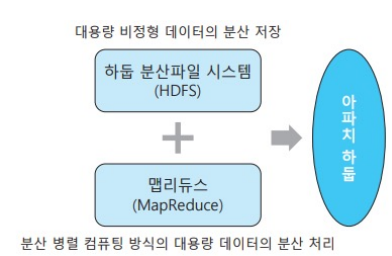 대용량 비정형 데이터의 분산 저장
하둡 분산파일 시스템
(HDFS)
아파치 하둡
맵리듀스
(MapReduce)
분산 병렬 컴퓨팅 방식의 대용량 데이터의 분산 처리